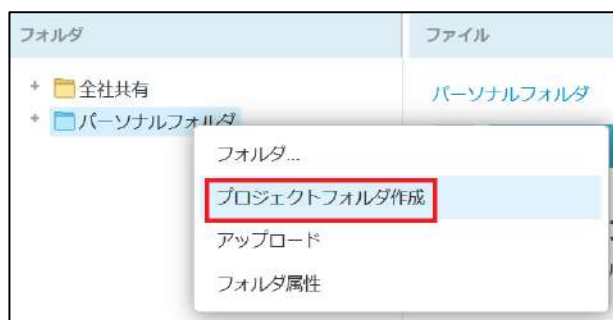 フォルダ
ファイル
全社共有
パーソナルフォルダ
パーソナルフォルダ
フォルダ...
プロジェクトフォルダ作成
アップロード
フォルダ属性